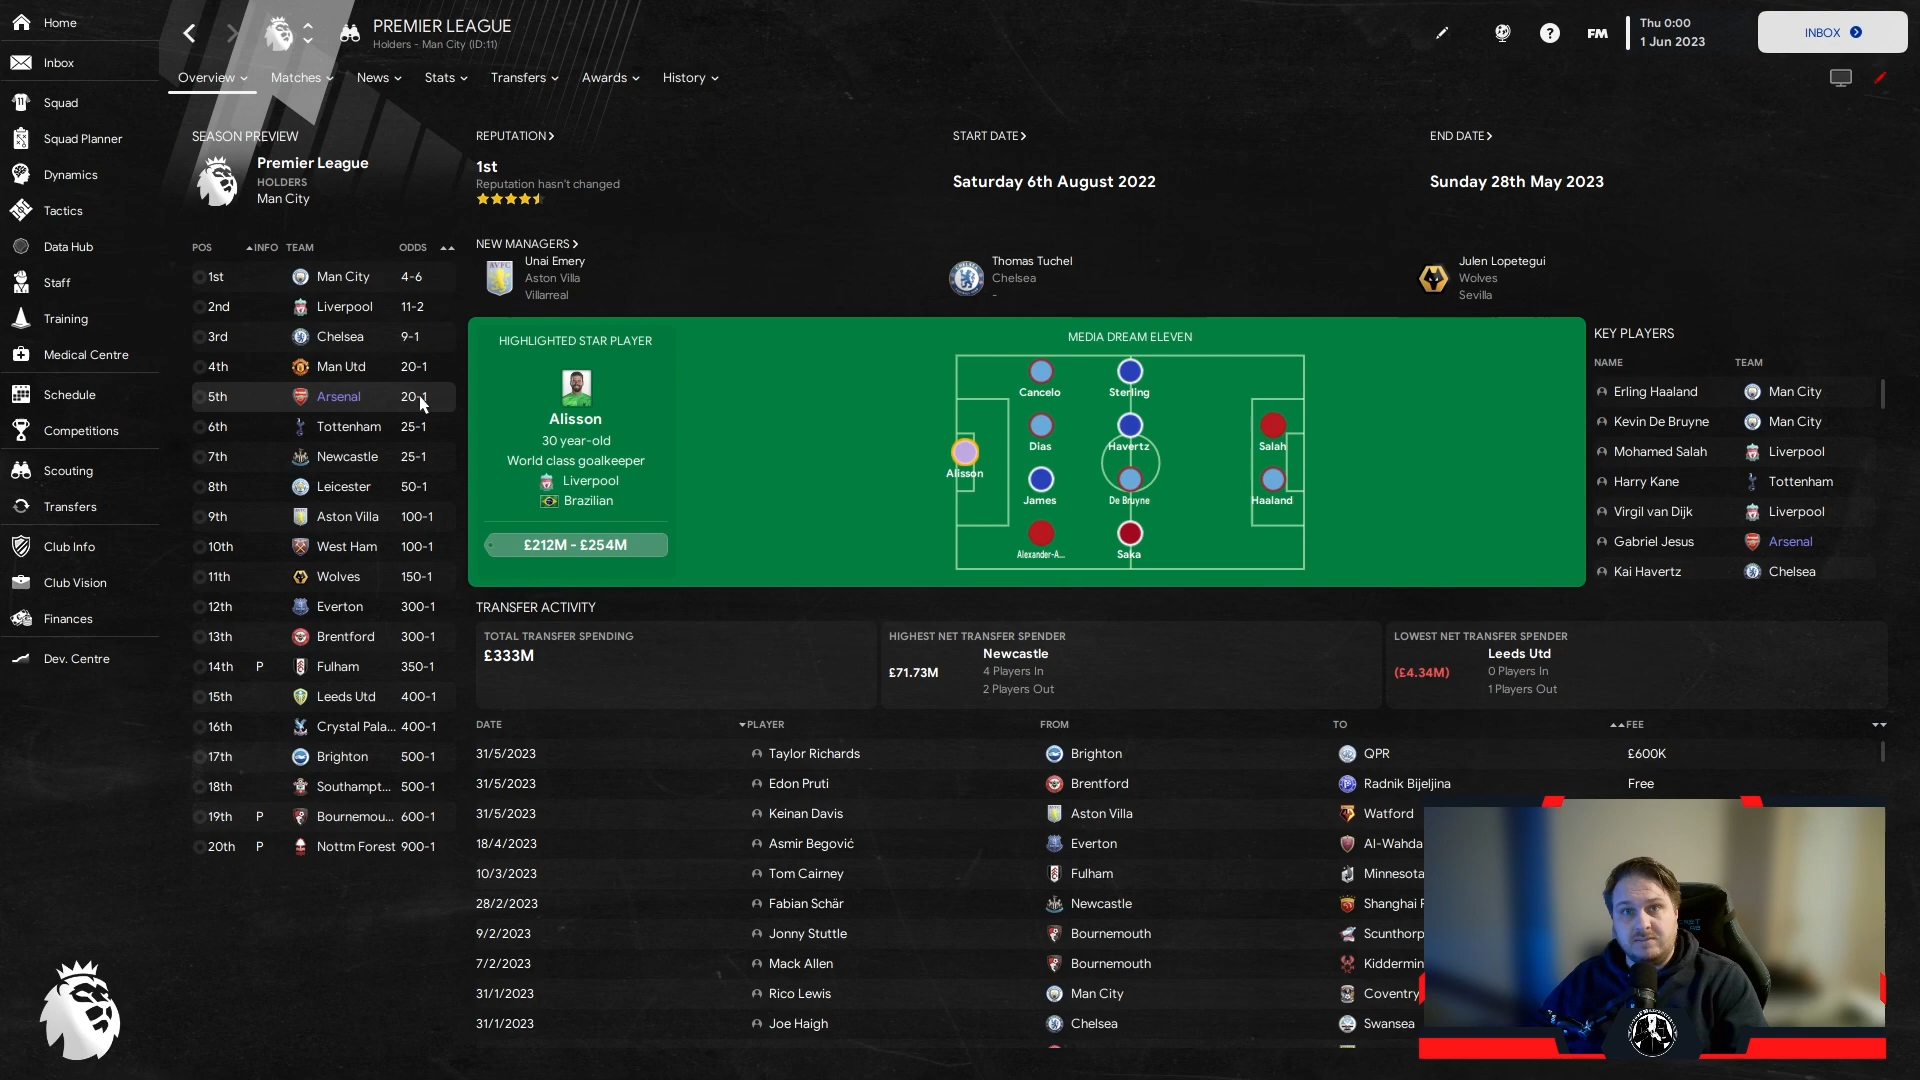 Home
PREMIER LEAGUE
Holders - Man City (ID:11)
FM
Thu 0:00
1 Jun 2023
INBOX
Inbox
Squad
Squad Planner
Dynamics
Tactics
Data Hub
Staff
Training
Medical Centre
Schedule
Competitions
Scouting
Transfers
Club Info
Club Vision
Finances
Dev. Centre
Overview
Matches
News
Stats
Transfers
Awards
History
SEASON PREVIEW
Premier League
HOLDERS
Man City
REPUTATION
1st
Reputation hasn't changed
START DATE
Saturday 6th August 2022
END DATE
Sunday 28th May 2023
POS INFO TEAM ODDS
1st Man City 4-6
2nd Liverpool 11-2
3rd Chelsea 9-1
4th Man Utd 20-1
5th Arsenal 20-1
6th Tottenham 25-1
7th Newcastle 25-1
8th Leicester 50-1
9th Aston Villa 100-1
10th West Ham 100-1
11th Wolves 150-1
12th Everton 300-1
13th Brentford 300-1
14th P Fulham 350-1
15th Leeds Utd 400-1
16th Crystal Pala... 400-1
17th Brighton 500-1
18th Southampt... 500-1
19th P Bournemou... 600-1
20th P Nottm Forest 900-1
NEW MANAGERS
Unai Emery
Aston Villa
Villarreal
Thomas Tuchel
Chelsea
-
Julen Lopetegui
Wolves
Sevilla
HIGHLIGHTED STAR PLAYER
Alisson
30 year-old
World class goalkeeper
Liverpool
Brazilian
£212M - £254M
MEDIA DREAM ELEVEN
Cancelo
Sterling
Dias
Havertz
Salah
Alisson
James
De Bruyne
Haaland
Alexander-A...
Saka
KEY PLAYERS
NAME TEAM
Erling Haaland Man City
Kevin De Bruyne Man City
Mohamed Salah Liverpool
Harry Kane Tottenham
Virgil van Dijk Liverpool
Gabriel Jesus Arsenal
Kai Havertz Chelsea
TRANSFER ACTIVITY
TOTAL TRANSFER SPENDING
£333M
HIGHEST NET TRANSFER SPENDER
Newcastle
£71.73M
4 Players In
2 Players Out
LOWEST NET TRANSFER SPENDER
Leeds Utd
(£4.34M)
0 Players In
1 Players Out
DATE PLAYER FROM TO FEE
31/5/2023 Taylor Richards Brighton QPR £600K
31/5/2023 Edon Pruti Brentford Radnik Bijeljina Free
31/5/2023 Keinan Davis Aston Villa Watford
18/4/2023 Asmir Begović Everton Al-Wahda
10/3/2023 Tom Cairney Fulham Minnesota
28/2/2023 Fabian Schär Newcastle Shanghai
9/2/2023 Jonny Stuttle Bournemouth Scunthorp
7/2/2023 Mack Allen Bournemouth Kiddermin
31/1/2023 Rico Lewis Man City Coventry
31/1/2023 Joe Haigh Chelsea Swansea